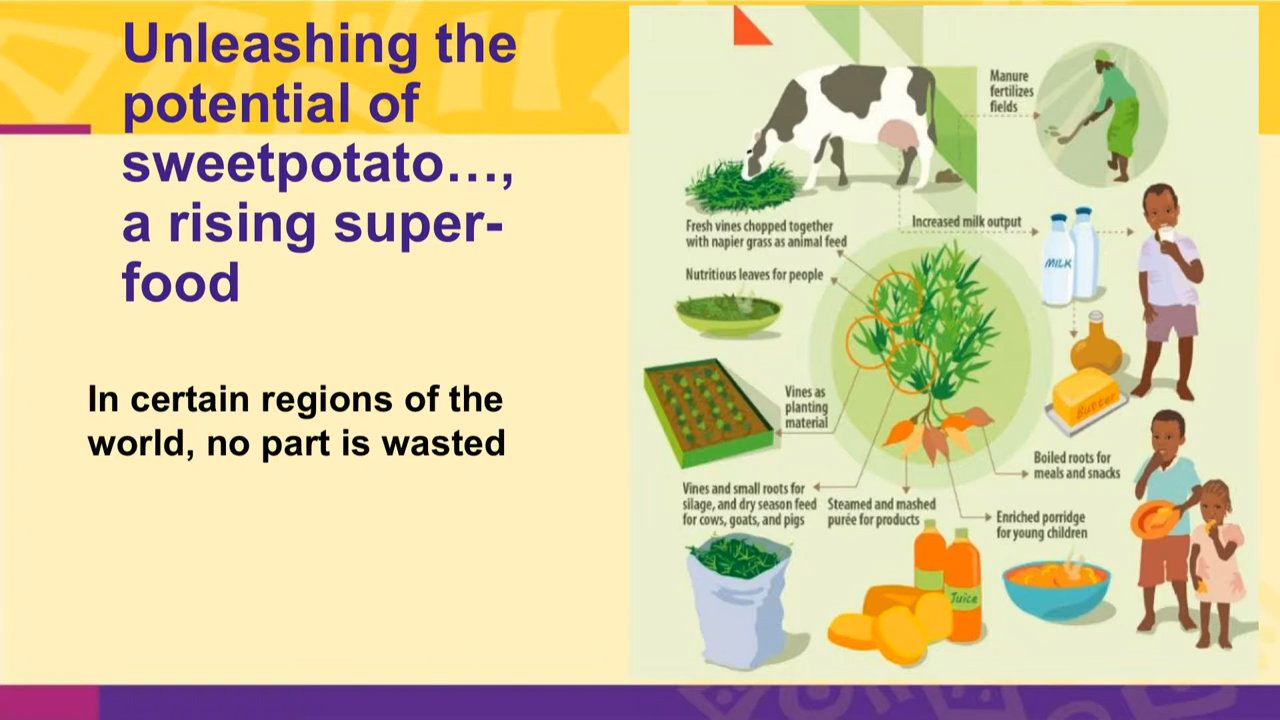 Unleashing the
potential of
sweetpotato…,
a rising super-
food
In certain regions of the
world, no part is wasted
Manure
fertilizes
fields
Fresh vines chopped together
with napier grass as animal feed
Increased milk output
MILK
Nutritious leaves for people
Vines as
planting
material
Butter
Boiled roots for
meals and snacks
Vines and small roots for
silage, and dry season feed
for cows, goats, and pigs
Steamed and mashed
purée for products
Enriched porridge
for young children
Juice